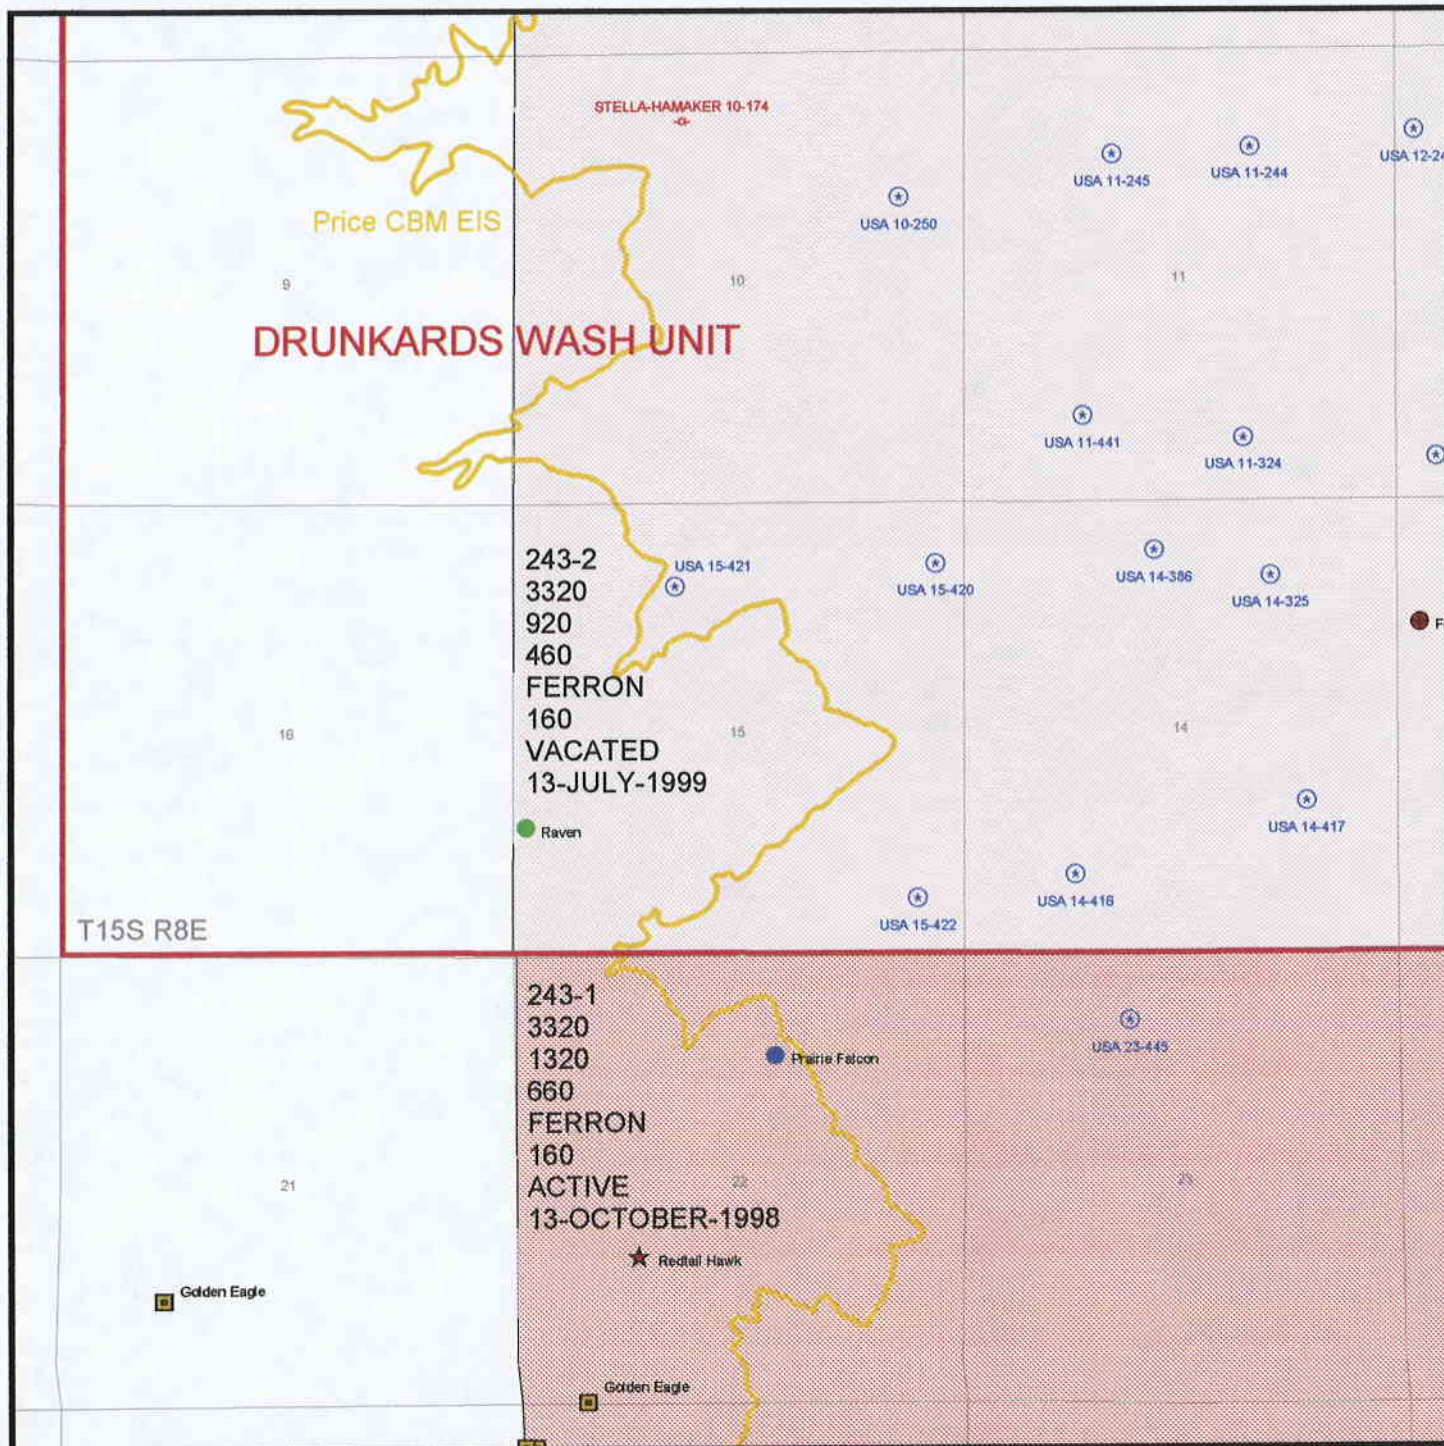 STELLA-HAMAKER 10-174
USA 11-245
USA 11-244
USA 12-24
Price CBM EIS
USA 10-250
9
10
11
DRUNKARDS WASH UNIT
USA 11-441
USA 11-324
243-2
3320
920
460
FERRON
160
VACATED
13-JULY-1999
USA 15-421
USA 15-420
USA 14-386
USA 14-325
F
16
15
14
Raven
USA 14-417
USA 14-416
USA 15-422
T15S R8E
243-1
3320
1320
660
FERRON
160
ACTIVE
13-OCTOBER-1998
USA 23-445
Prairie Falcon
21
22
Redtail Hawk
Golden Eagle
Golden Eagle